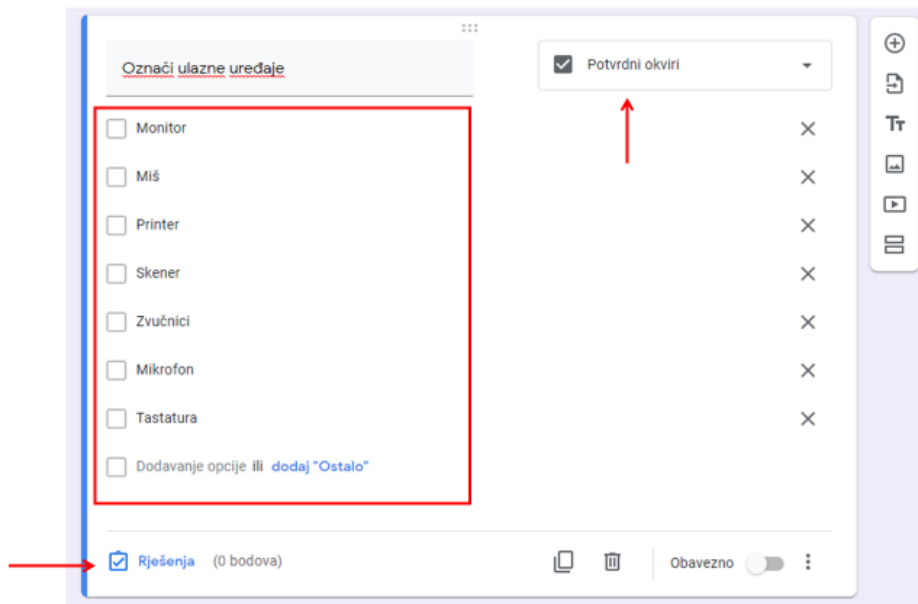 Označi ulazne uređaje
Potvrdni okviri
Monitor
Miš
Printer
Skener
Zvučnici
Mikrofon
Tastatura
Dodavanje opcije ili dodaj "Ostalo"
Rješenja (0 bodova)
Obavezno
Tт